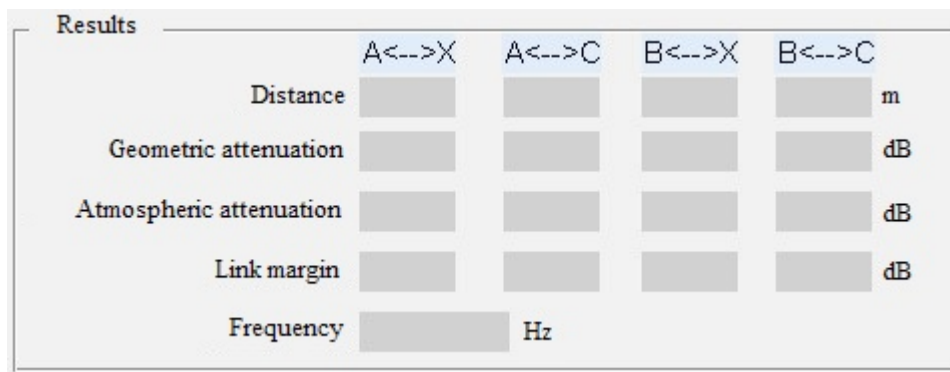 Results
A<-->X A<-->C B<-->X B<-->C
Distance m
Geometric attenuation dB
Atmospheric attenuation dB
Link margin dB
Frequency Hz